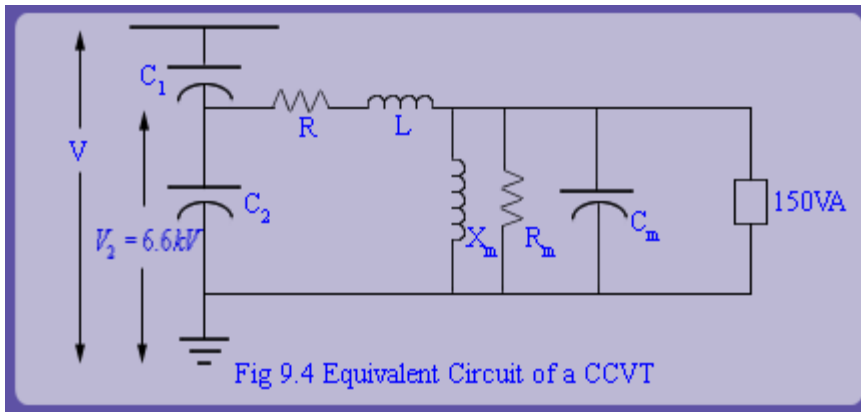 C₁
R
L
V
C₂
150VA
Xₘ
Rₘ
Cₘ
V₂ = 6.6kV
Fig 9.4 Equivalent Circuit of a CCVT